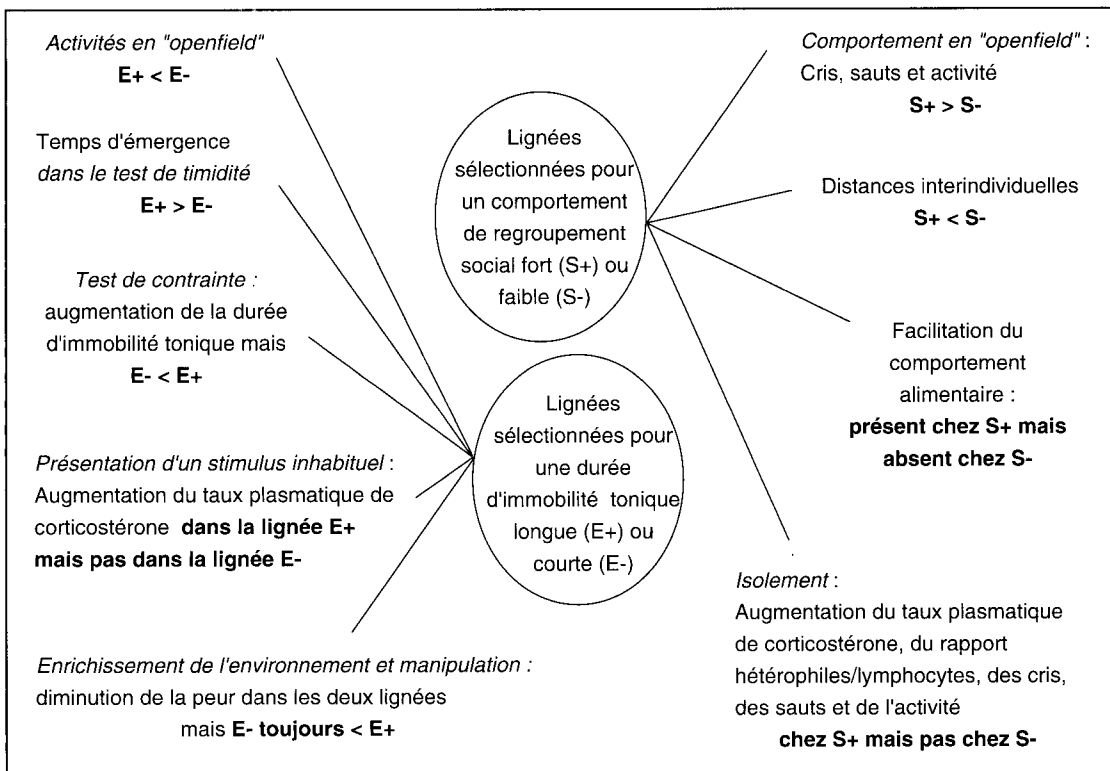 Activités en "openfield"
E+ < E-
Temps d'émergence
dans le test de timidité
E+ > E-
Test de contrainte :
augmentation de la durée
d'immobilité tonique mais
E- < E+
Présentation d'un stimulus inhabituel :
Augmentation du taux plasmatique de
corticostérone dans la lignée E+
mais pas dans la lignée E-
Enrichissement de l'environnement et manipulation :
diminution de la peur dans les deux lignées
mais E- toujours < E+
Lignées
sélectionnées pour
un comportement
de regroupement
social fort (S+) ou
faible (S-)
Lignées
sélectionnées pour
une durée
d'immobilité tonique
longue (E+) ou
courte (E-)
Comportement en "openfield" :
Cris, sauts et activité
S+ > S-
Distances interindividuelles
S+ < S-
Facilitation du
comportement
alimentaire :
présent chez S+ mais
absent chez S-
Isolement :
Augmentation du taux plasmatique
de corticostérone, du rapport
hétérophiles/lymphocytes, des cris,
des sauts et de l'activité
chez S+ mais pas chez S-